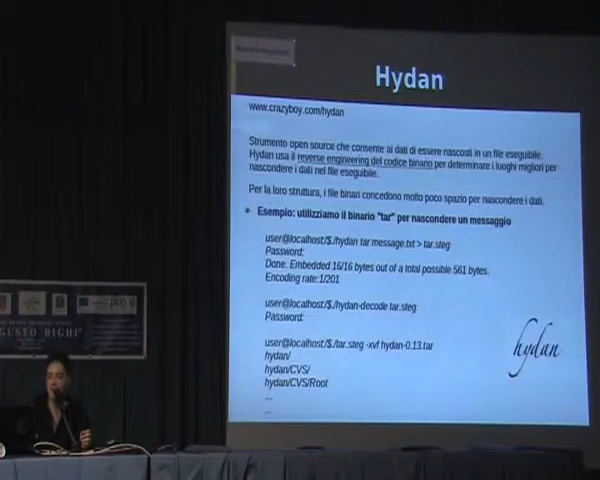 Hydan
www.crazyboy.com/hydan
Strumento open source che consente ai dati di essere nascosti in un file eseguibile.
Hydan usa il reverse engineering del codice binario per determinare i luoghi migliori per
nascondere i dati nel file eseguibile.
Per la loro struttura, i file binari concedono molto poco spazio per nascondere i dati.
Esempio: utilizziamo il binario "tar" per nascondere un messaggio
user@localhost:/$./hydan tar message.txt > tar.steg
Password:
Done. Embedded 16/16 bytes out of a total possible 561 bytes.
Encoding rate:1/201
user@localhost:/$./hydan-decode tar.steg
Password:
user@localhost:/$./tar.steg -xvf hydan-0.13.tar
hydan/
hydan/CVS/
hydan/CVS/Root
...
...
hydan
GUSTO RIGHI"